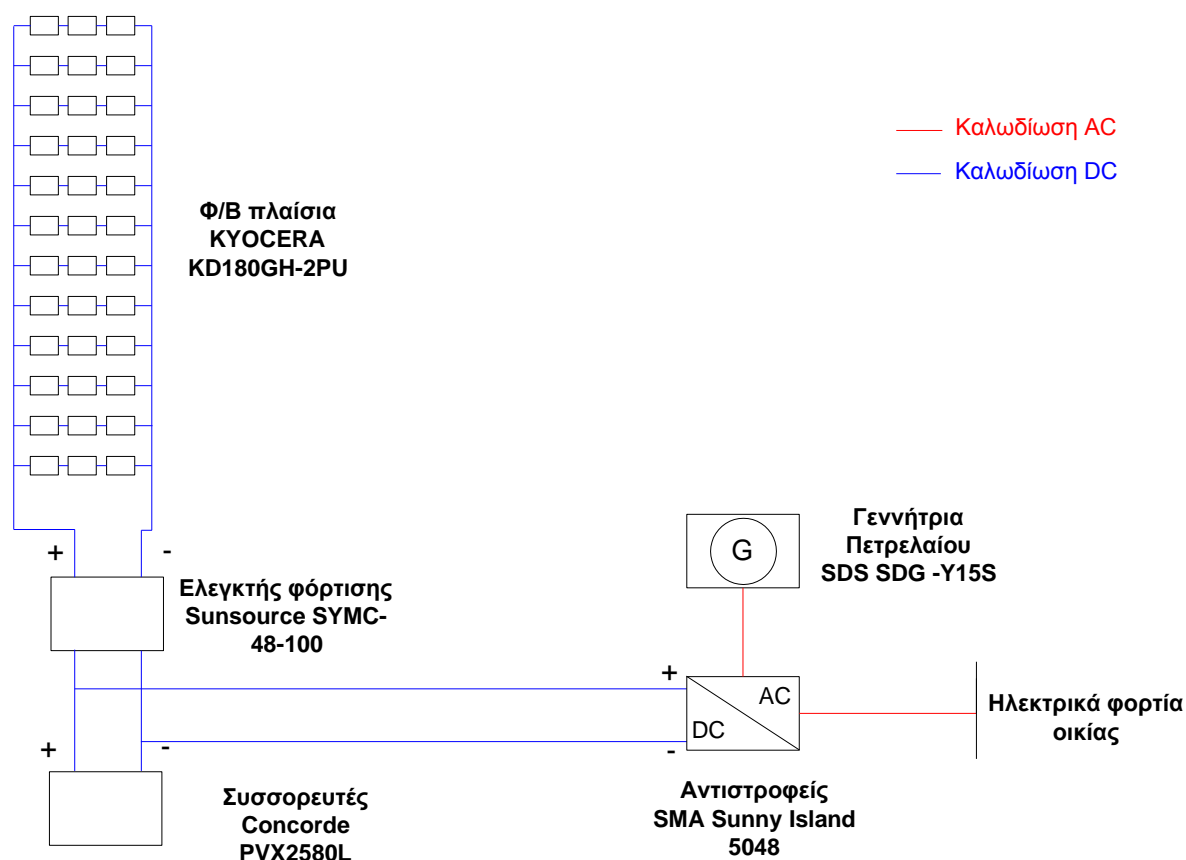 Καλωδίωση AC
Καλωδίωση DC
Φ/Β πλαίσια
KYOCERA
KD180GH-2PU
+
-
Ελεγκτής φόρτισης
Sunsource SYMC-
48-100
G
Γεννήτρια
Πετρελαίου
SDS SDG -Y15S
+
-
AC
DC
Ηλεκτρικά φορτία
οικίας
+
-
Συσσορευτές
Concorde
PVX2580L
Αντιστροφείς
SMA Sunny Island
5048